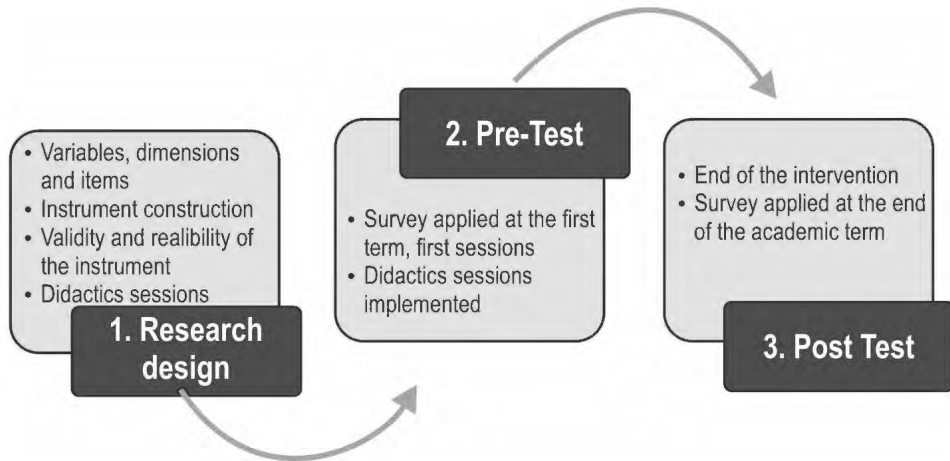 • Variables, dimensions
and items
• Instrument construction
• Validity and realibility of
the instrument
• Didactics sessions
1. Research
design
2. Pre-Test
• Survey applied at the first
term, first sessions
• Didactics sessions
implemented
• End of the intervention
• Survey applied at the end
of the academic term
3. Post Test